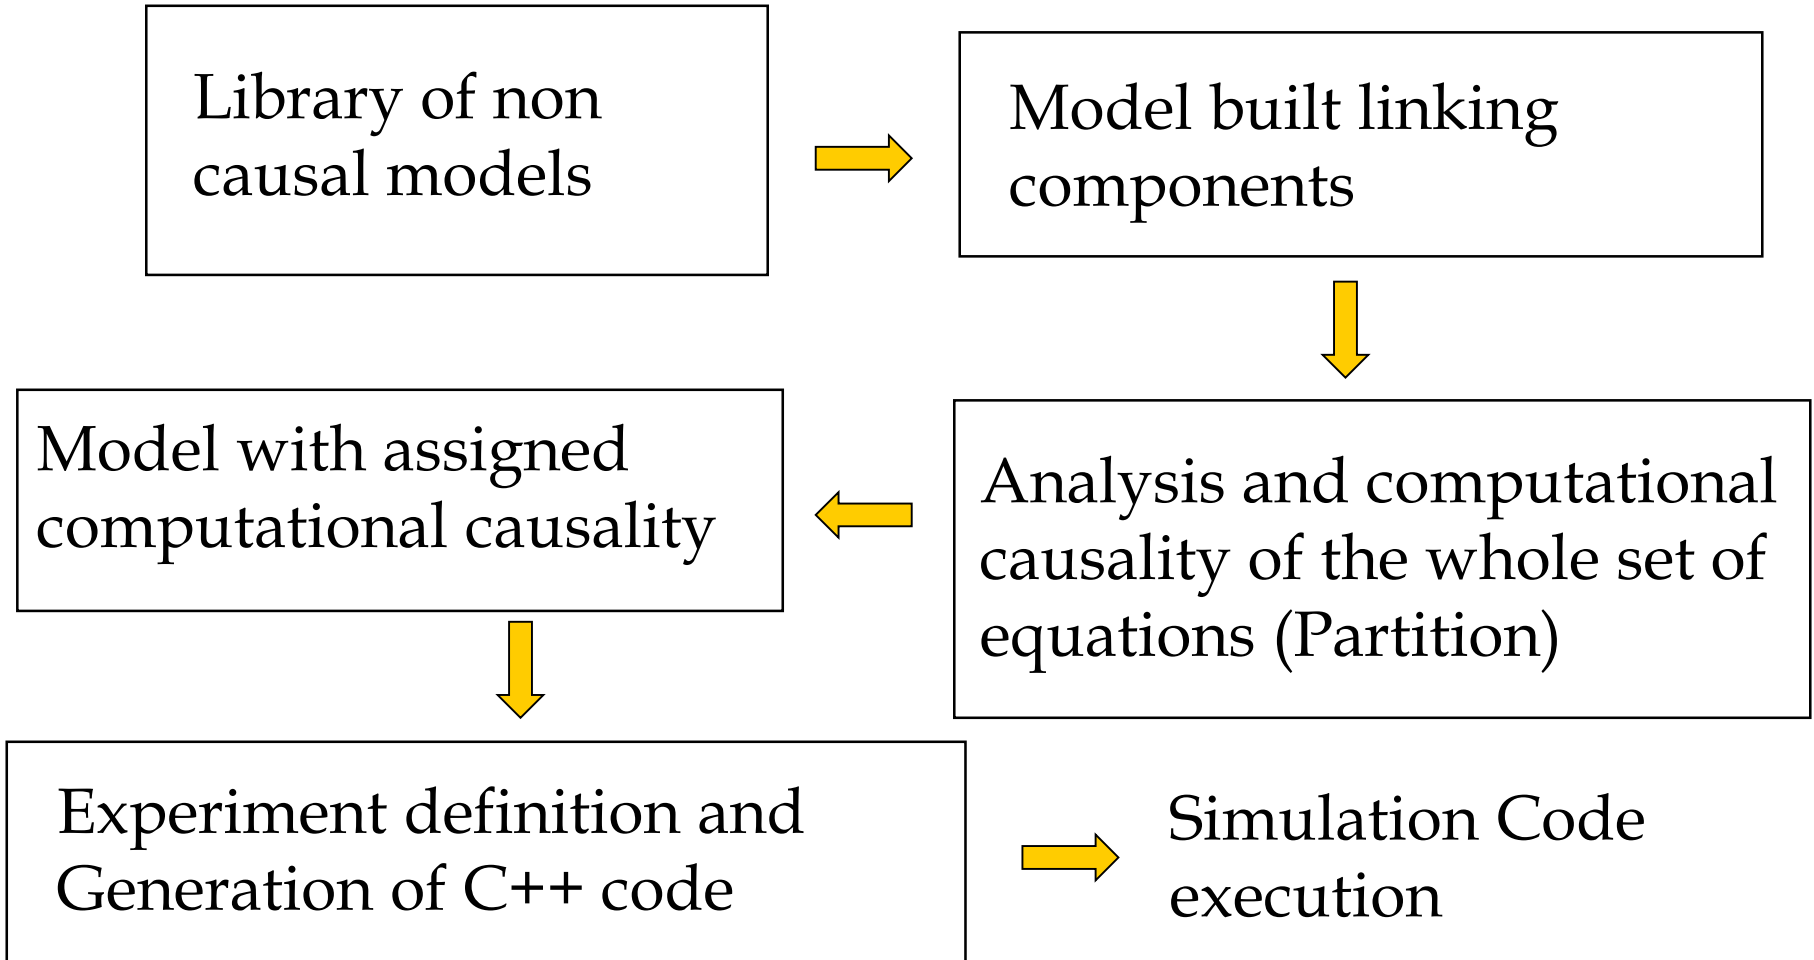 Library of non
causal models
Model built linking
components
Analysis and computational
causality of the whole set of
equations (Partition)
Model with assigned
computational causality
Experiment definition and
Generation of C++ code
Simulation Code
execution